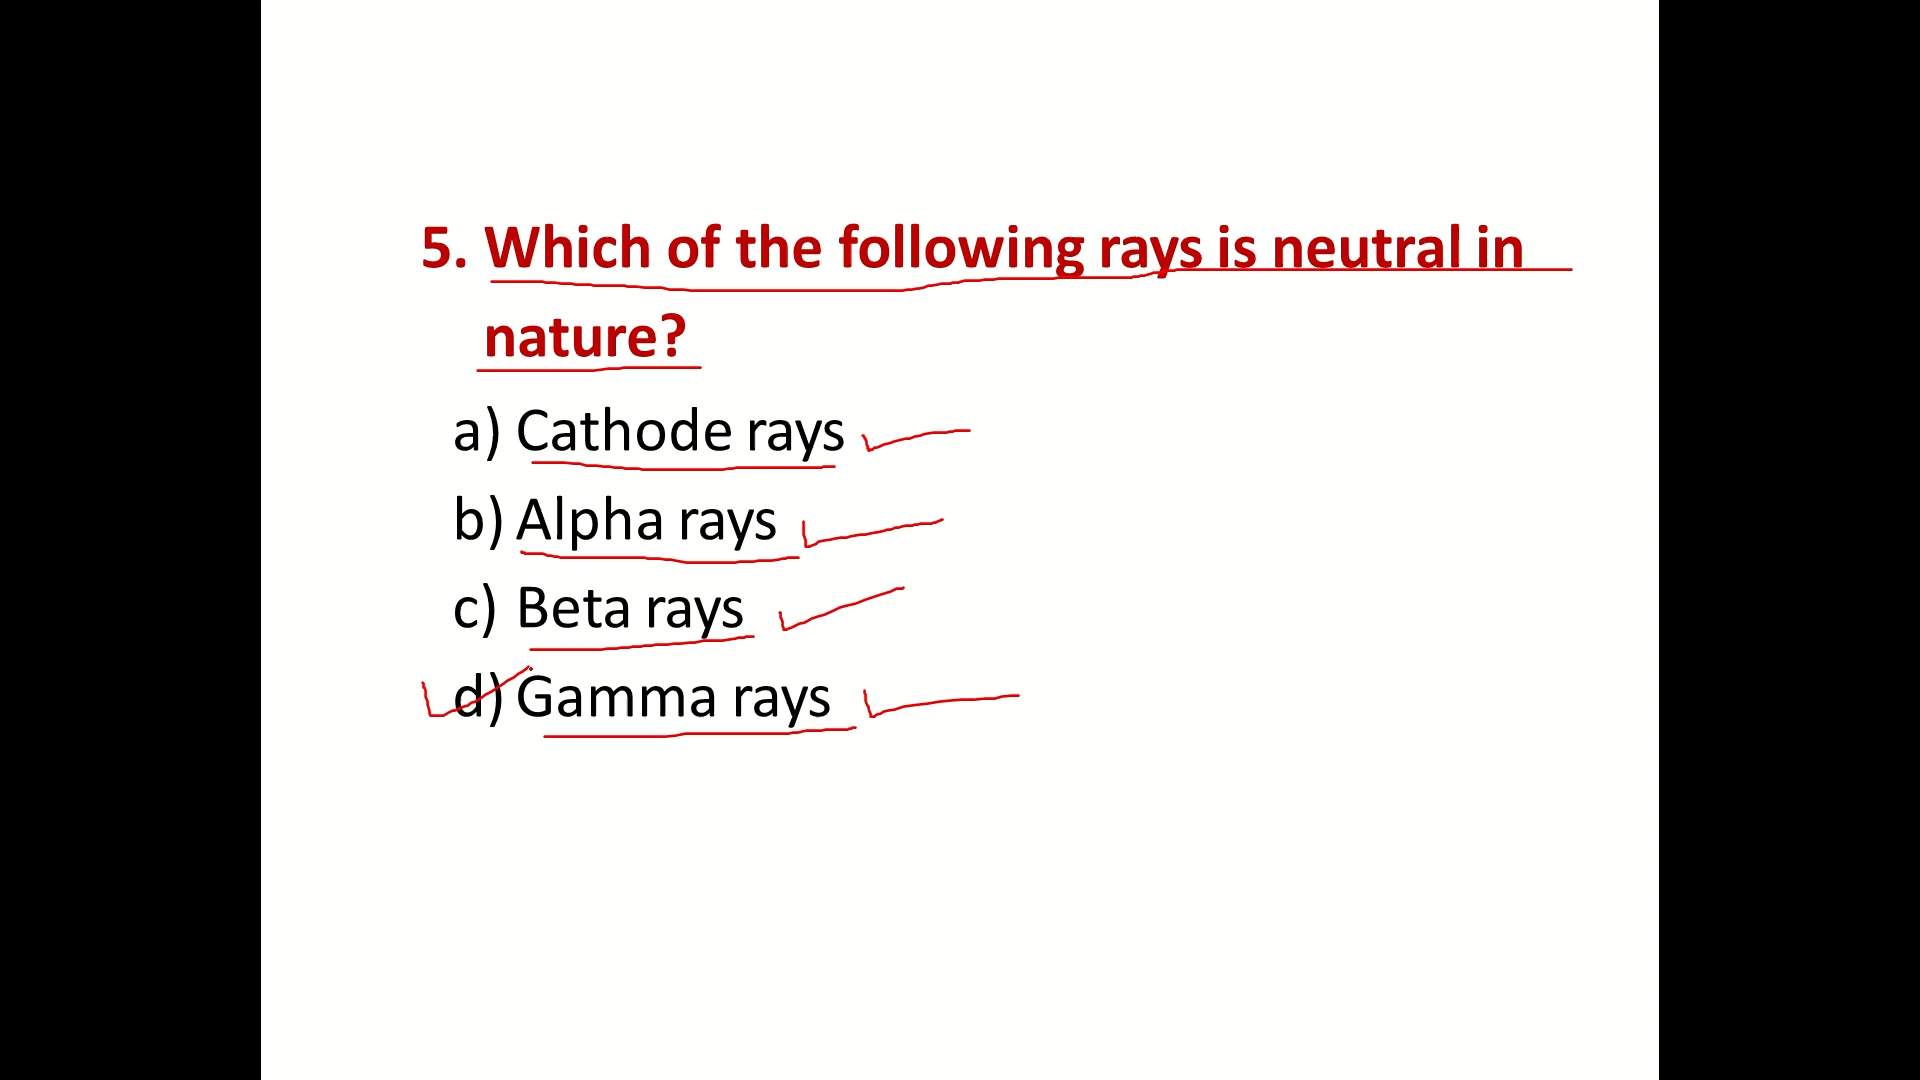 5. Which of the following rays is neutral in
nature?
a) Cathode rays
b) Alpha rays
c) Beta rays
d) Gamma rays